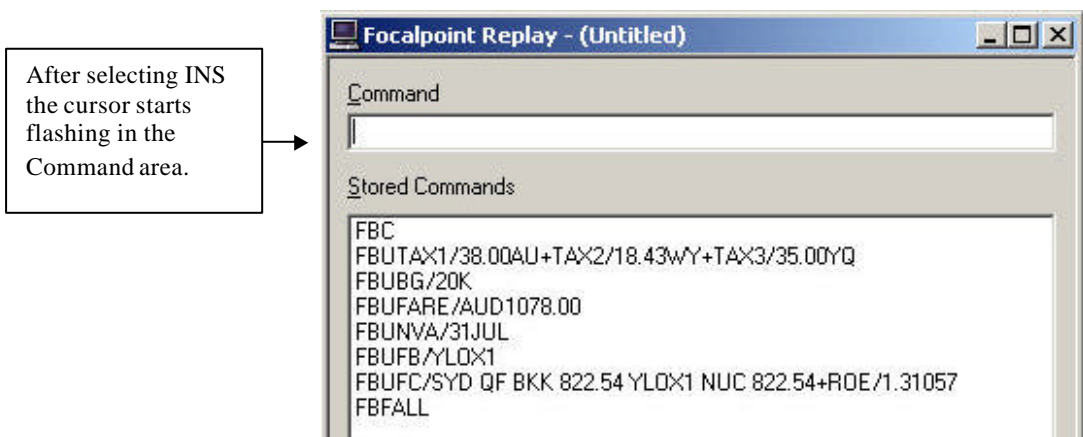 After selecting INS
the cursor starts
flashing in the
Command area.
Focalpoint Replay - (Untitled)
Command
Stored Commands
FBC
FBUTAX1/38.00AU+TAX2/18.43WY+TAX3/35.00YQ
FBUBG/20K
FBUFARE/AUD1078.00
FBUNVA/31JUL
FBUFB/YLOX1
FBUFC/SYD QF BKK 822.54 YLOX1 NUC 822.54+ROE/1.31057
FBFALL